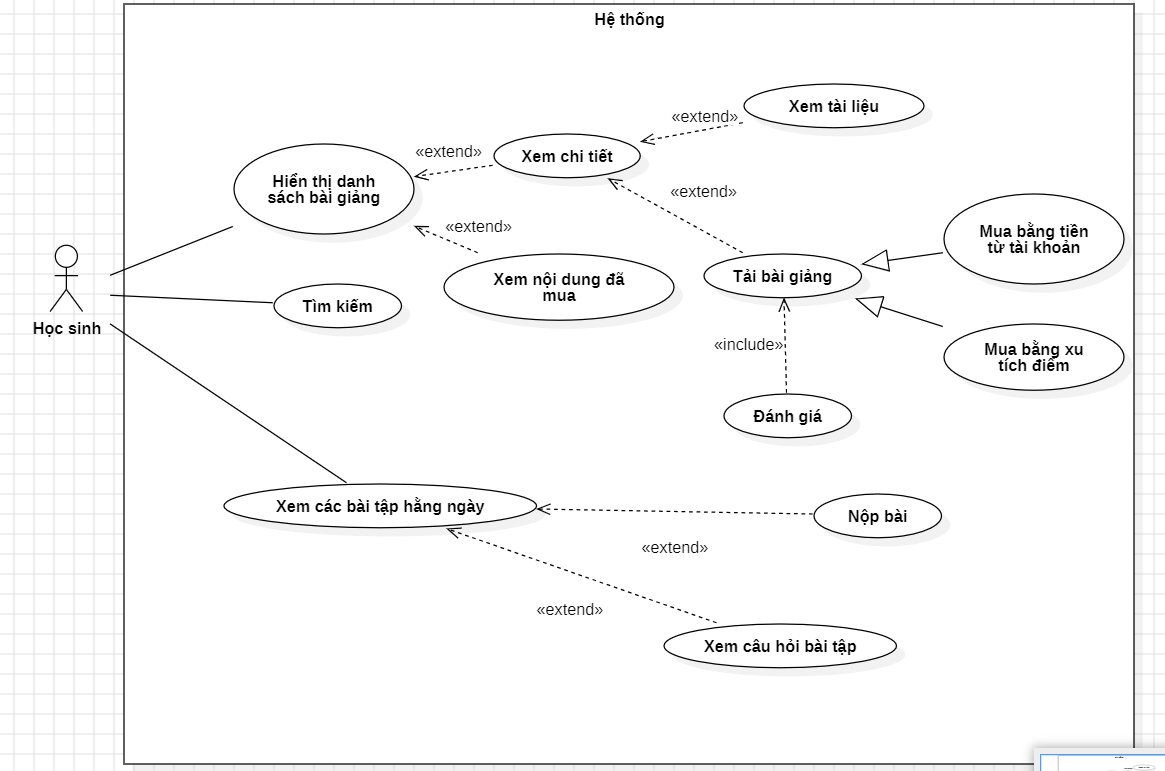 Hệ thống
Xem tài liệu
«extend»
«extend»
Xem chi tiết
Hiển thị danh
sách bài giảng
«extend»
«extend»
Mua bằng tiền
từ tài khoản
Xem nội dung đã
mua
Tải bài giảng
Tìm kiếm
Học sinh
«include»
Mua bằng xu
tích điểm
Đánh giá
Xem các bài tập hằng ngày
Nộp bài
«extend»
«extend»
Xem câu hỏi bài tập